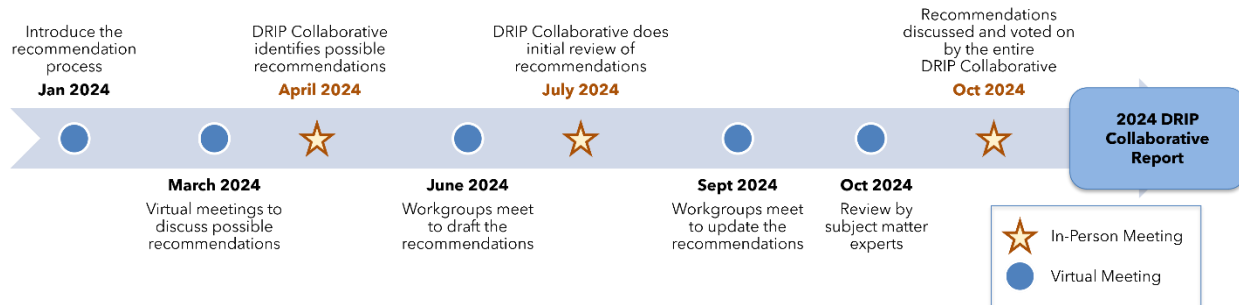 Introduce the
recommendation
process
Jan 2024
DRIP Collaborative
identifies possible
recommendations
April 2024
DRIP Collaborative does
initial review of
recommendations
July 2024
Recommendations
discussed and voted on
by the entire
DRIP Collaborative
Oct 2024
2024 DRIP
Collaborative
Report
March 2024
Virtual meetings to
discuss possible
recommendations
June 2024
Workgroups meet
to draft the
recommendations
Sept 2024
Workgroups meet
to update the
recommendations
Oct 2024
Review by
subject matter
experts
In-Person Meeting
Virtual Meeting